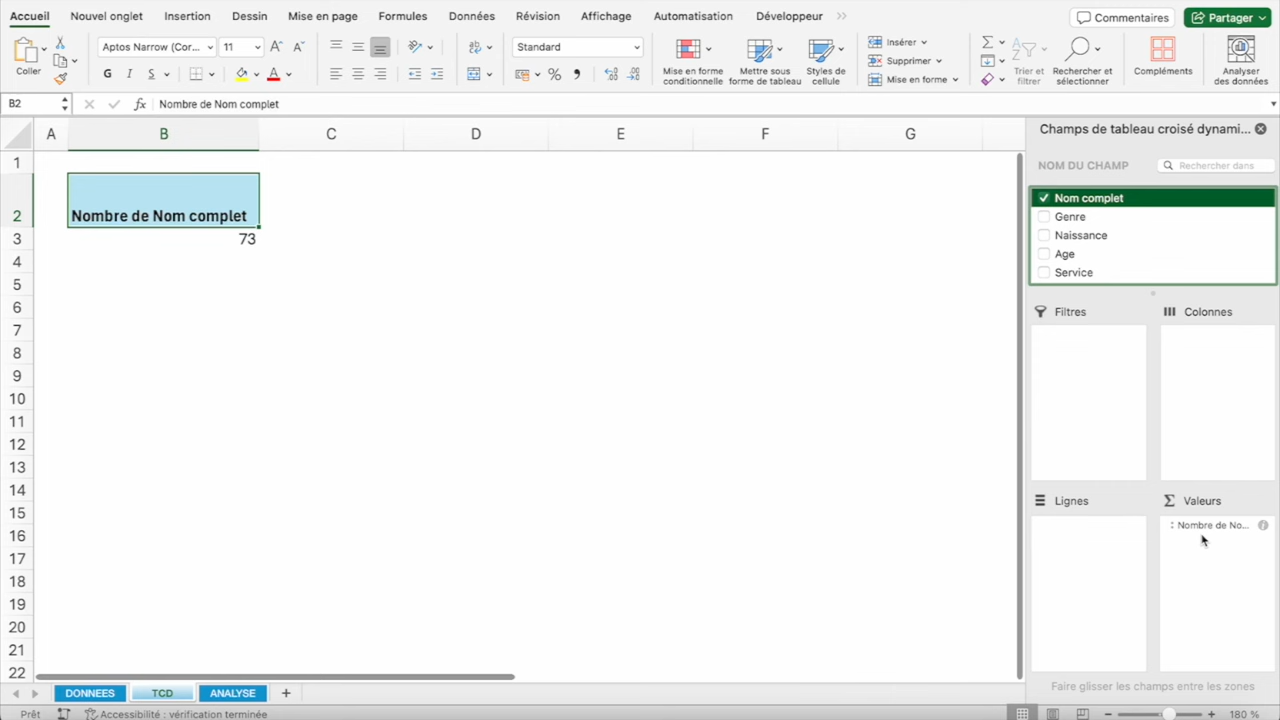 Accueil Nouvel onglet Insertion Dessin Mise en page Formules Données Révision Affichage Automatisation Développeur >> Commentaires Partager
Coller
Aptos Narrow (Cor... 11 A^ A˅
G I S A
Standard
% ,
Mise en forme conditionnelle
Mettre sous forme de tableau
Styles de cellule
Insérer
Supprimer
Mise en forme
Trier et filtrer
Rechercher et sélectionner
Compléments
Analyser des données
B2 fx Nombre de Nom complet
A B C D E F G
1
2 Nombre de Nom complet
3 73
4
5
6
7
8
9
10
11
12
13
14
15
16
17
18
19
20
21
22
Champs de tableau croisé dynami...
NOM DU CHAMP Rechercher dans
Nom complet
Genre
Naissance
Age
Service
Filtres Colonnes
Lignes Σ Valeurs
Nombre de No...
Faire glisser les champs entre les zones
DONNEES TCD ANALYSE +
Prêt Accessibilité : vérification terminée 180 %